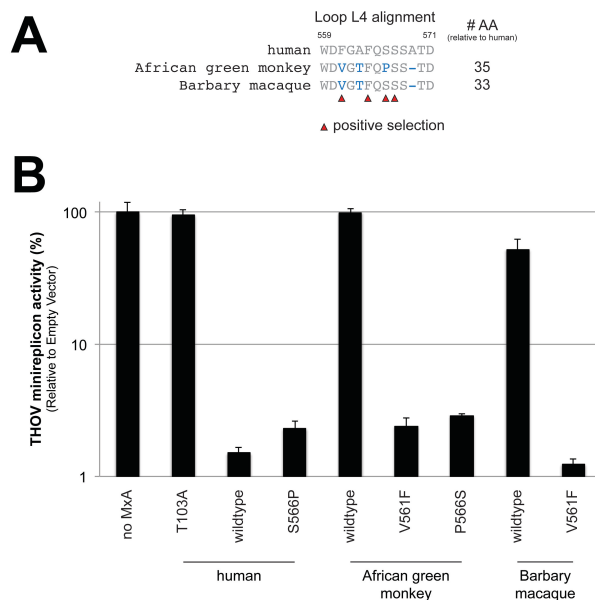 A
Loop L4 alignment
# AA
(relative to human)
559 571
human WDFGAFQSSSATD
African green monkey WDVGTFQPSS-TD 35
Barbary macaque WDVGTFQSSS-TD 33
positive selection
B
THOV minireplicon activity (%)
(Relative to Empty Vector)
100
10
1
no MxA
T103A
wildtype
S566P
wildtype
V561F
P566S
wildtype
V561F
human
African green
monkey
Barbary
macaque